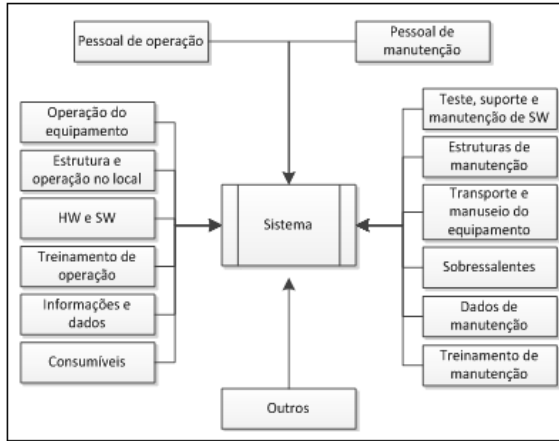 Pessoal de operação
Pessoal de
manutenção
Operação do
equipamento
Estrutura e
operação no local
HW e SW
Treinamento de
operação
Informações e
dados
Consumíveis
Sistema
Teste, suporte e
manutenção de SW
Estruturas de
manutenção
Transporte e
manuseio do
equipamento
Sobressalentes
Dados de
manutenção
Treinamento de
manutenção
Outros